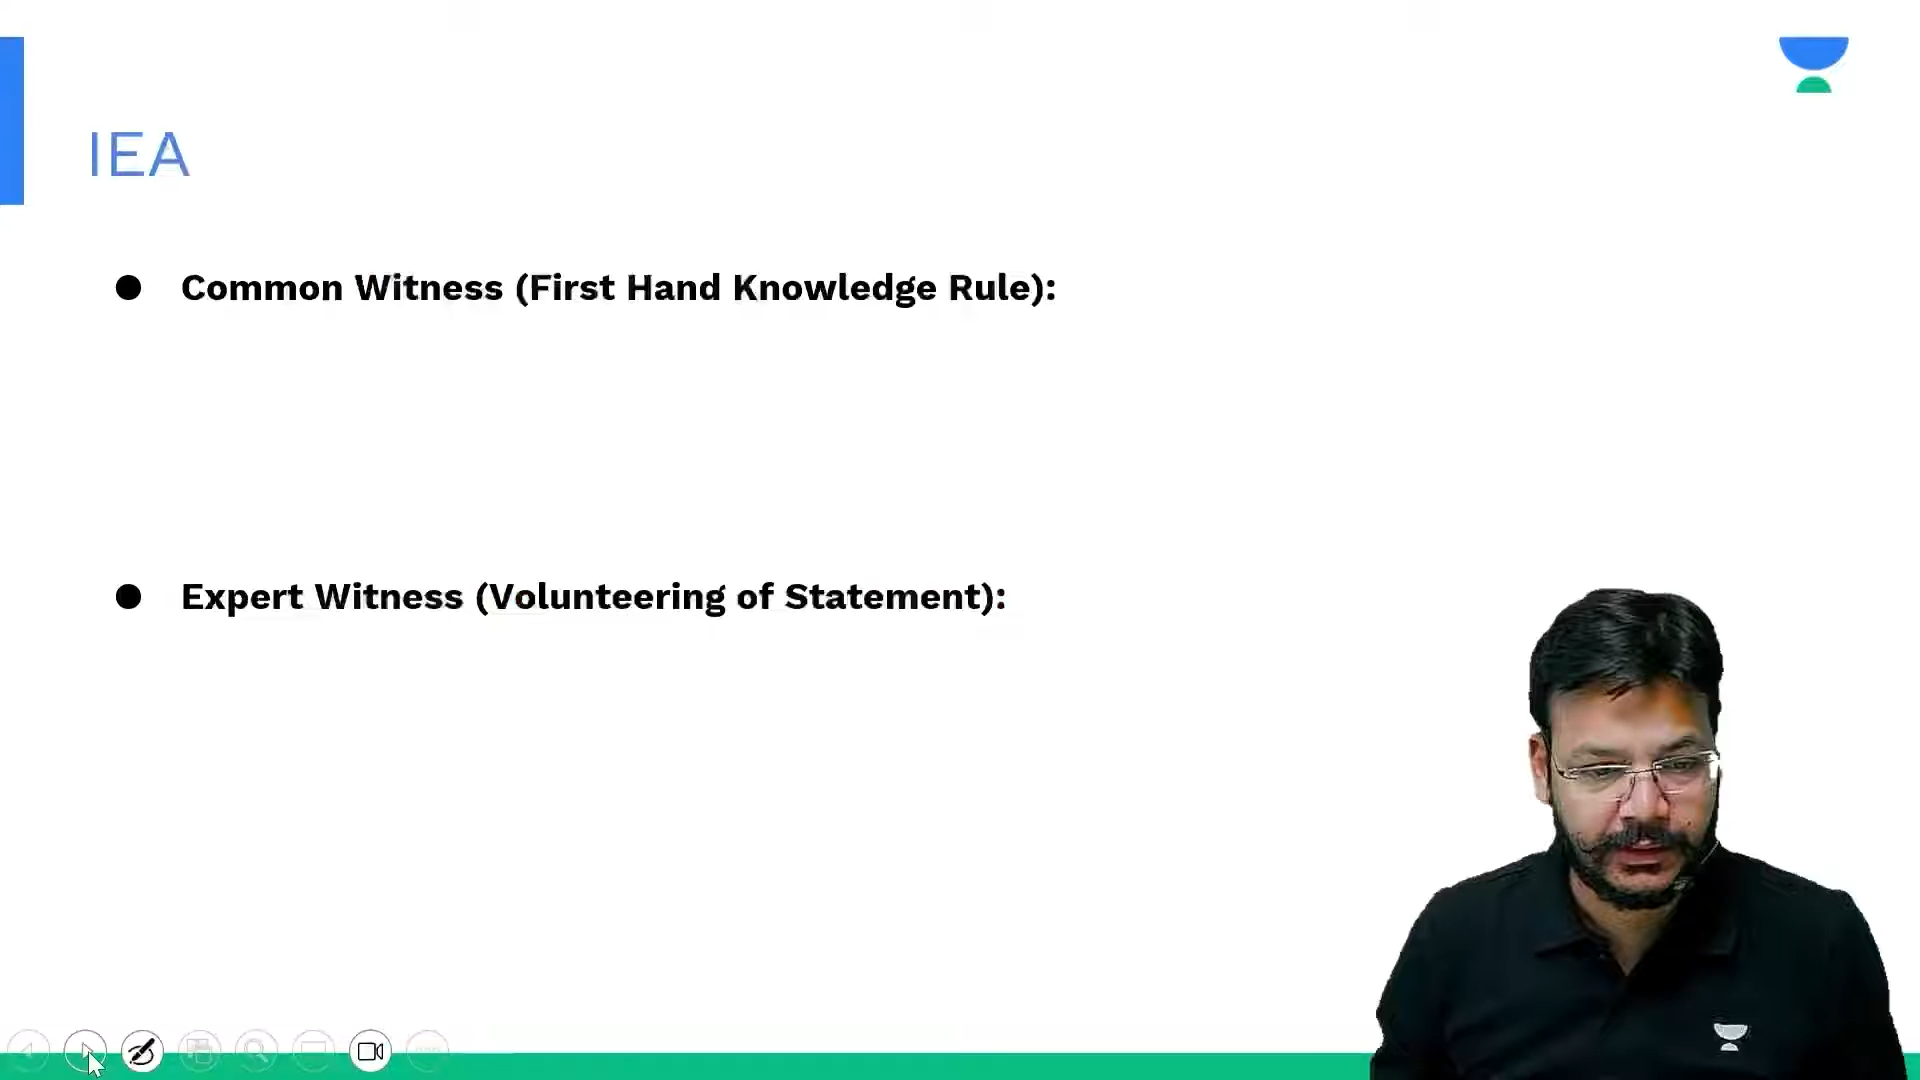 IEA
Common Witness (First Hand Knowledge Rule):
Expert Witness (Volunteering of Statement):